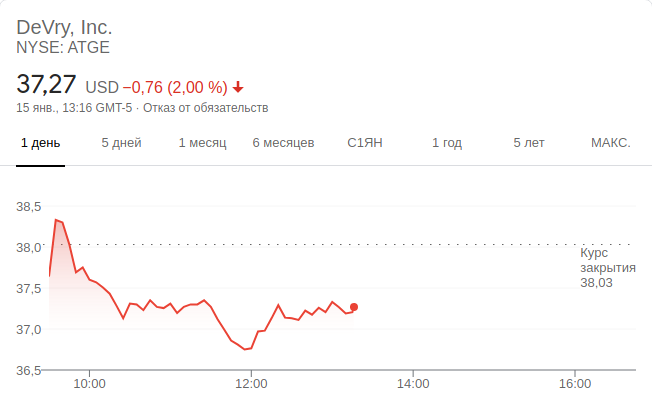 DeVry, Inc.
NYSE: ATGE
37,27 USD −0,76 (2,00 %)
15 янв., 13:16 GMT-5 · Отказ от обязательств
1 день 5 дней 1 месяц 6 месяцев С1ЯН 1 год 5 лет МАКС.
38,5
38,0
37,5
37,0
36,5
Курс
закрытия
38,03
10:00 12:00 14:00 16:00